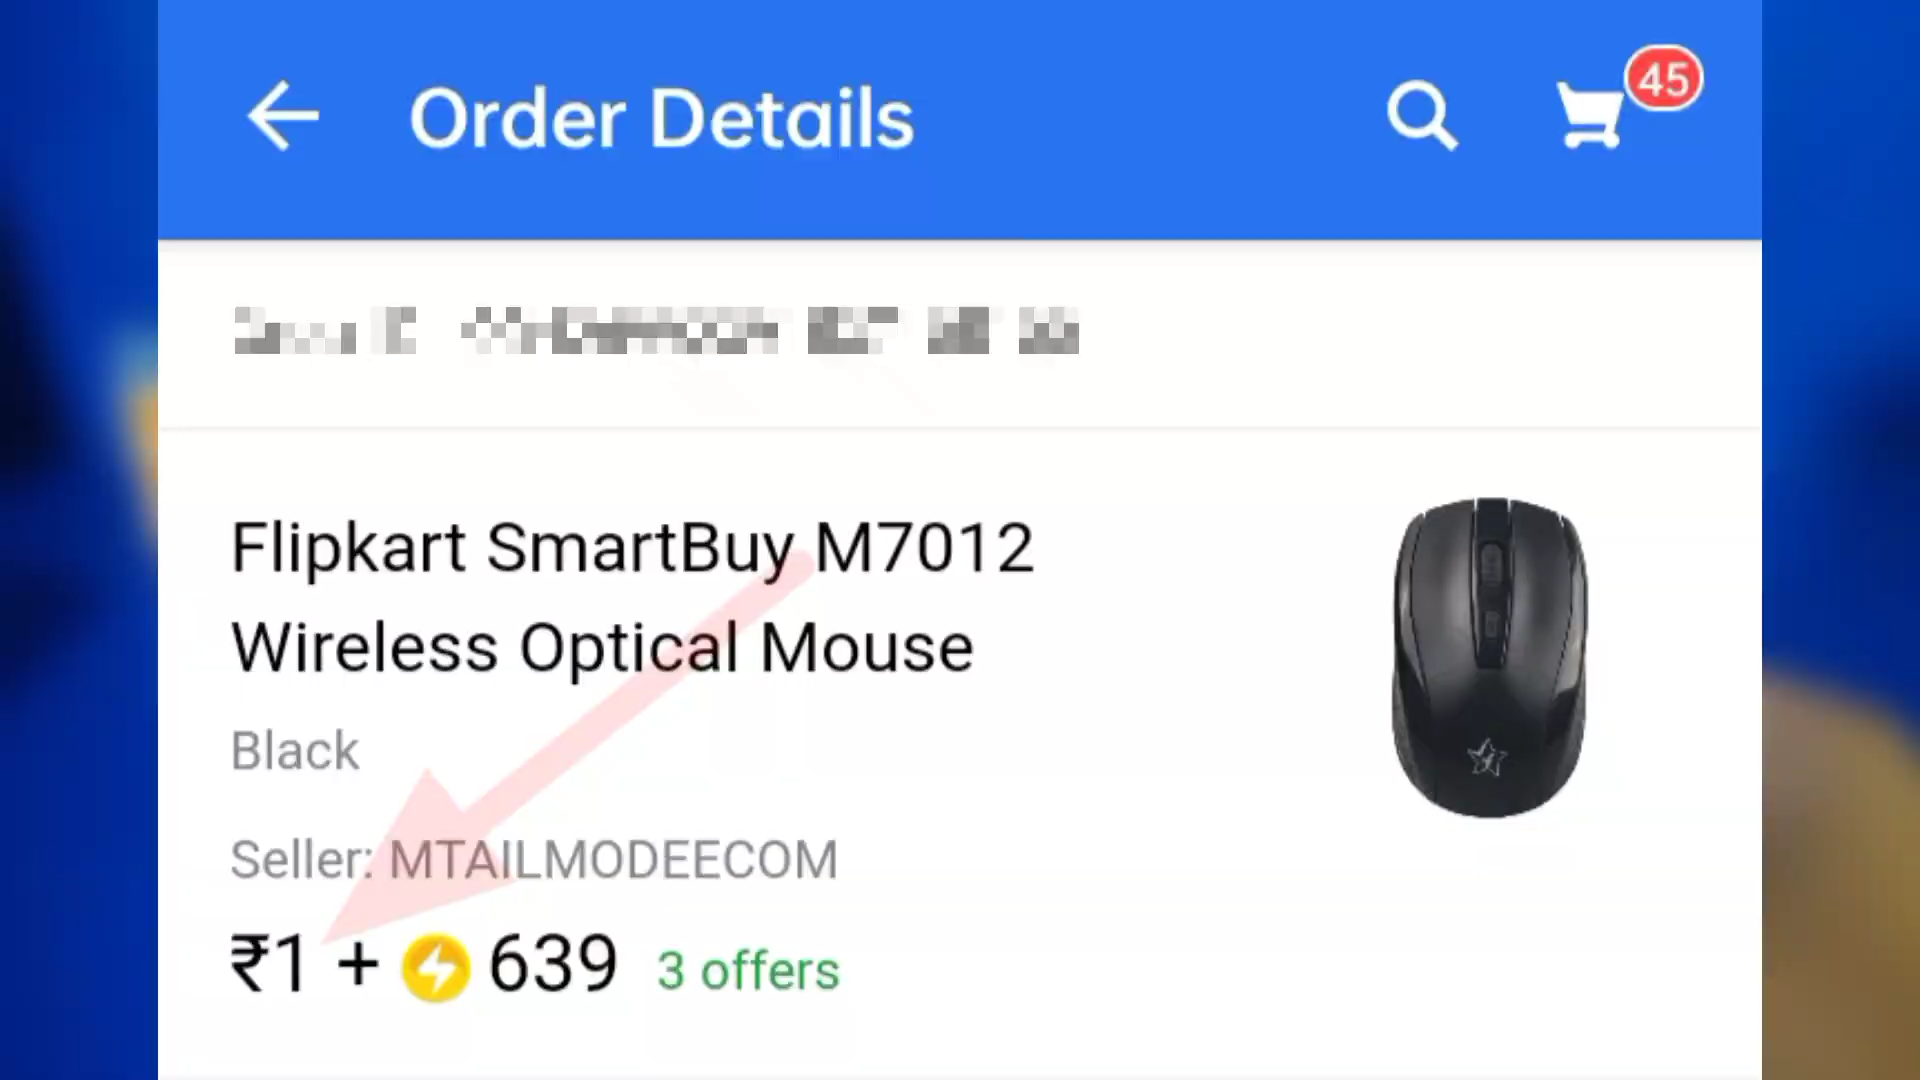 Order Details
45
Flipkart SmartBuy M7012
Wireless Optical Mouse
Black
Seller: MTAILMODEECOM
₹1 + 639 3 offers